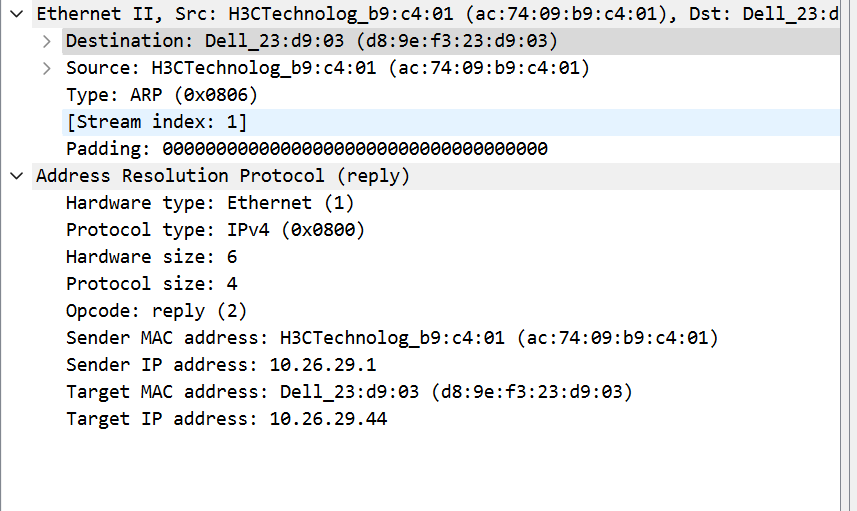 Ethernet II, Src: H3CTechnolog_b9:c4:01 (ac:74:09:b9:c4:01), Dst: Dell_23:d
Destination: Dell_23:d9:03 (d8:9e:f3:23:d9:03)
Source: H3CTechnolog_b9:c4:01 (ac:74:09:b9:c4:01)
Type: ARP (0x0806)
[Stream index: 1]
Padding: 000000000000000000000000000000000000
Address Resolution Protocol (reply)
Hardware type: Ethernet (1)
Protocol type: IPv4 (0x0800)
Hardware size: 6
Protocol size: 4
Opcode: reply (2)
Sender MAC address: H3CTechnolog_b9:c4:01 (ac:74:09:b9:c4:01)
Sender IP address: 10.26.29.1
Target MAC address: Dell_23:d9:03 (d8:9e:f3:23:d9:03)
Target IP address: 10.26.29.44